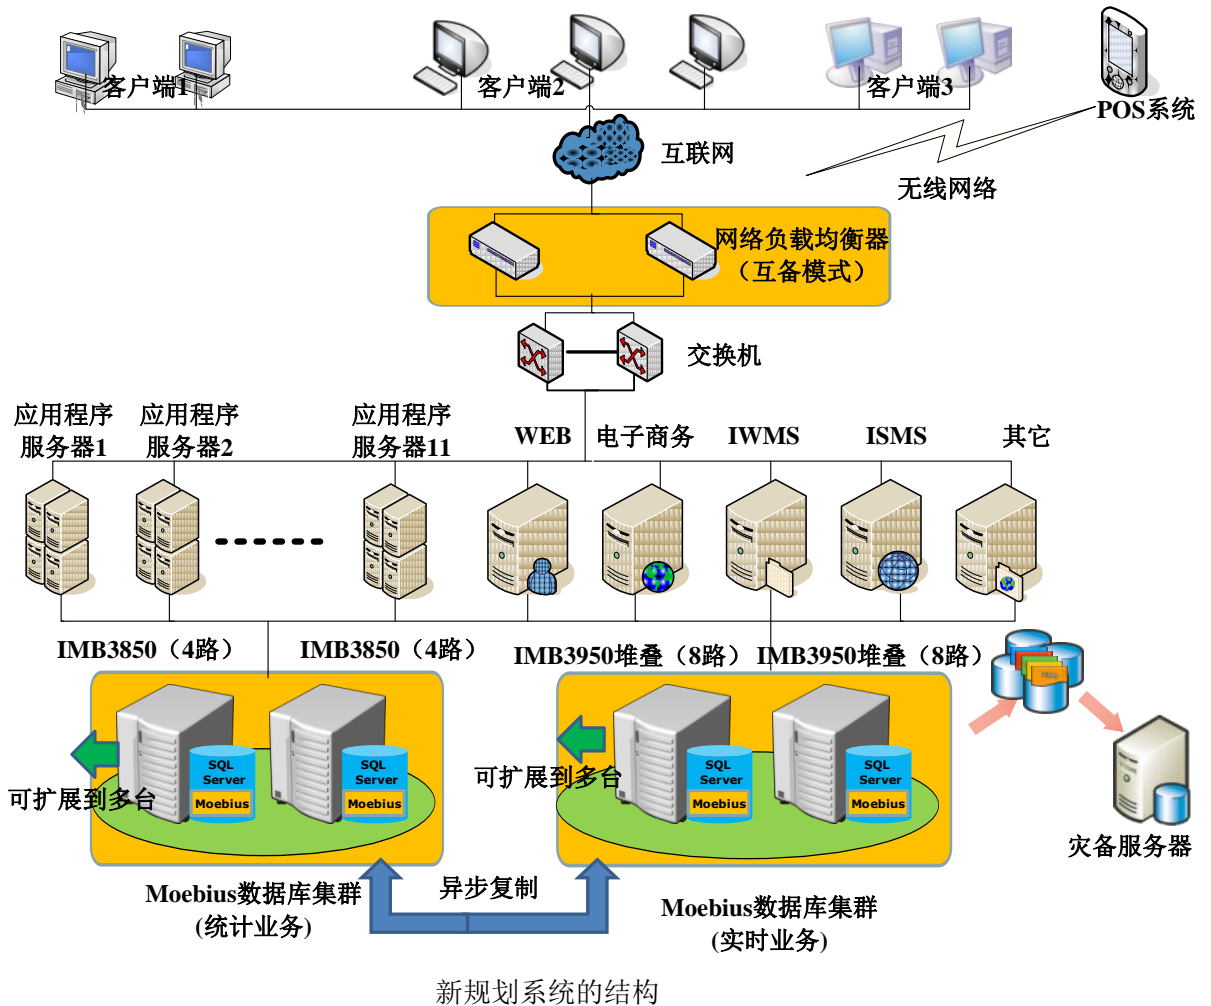 客户端1
客户端2
客户端3
POS系统
互联网
无线网络
网络负载均衡器
（互备模式）
交换机
应用程序
服务器1
应用程序
服务器2
应用程序
服务器11
WEB
电子商务
IWMS
ISMS
其它
IMB3850（4路）
IMB3850（4路）
IMB3950堆叠（8路）
IMB3950堆叠（8路）
SQL
Server
Moebius
SQL
Server
Moebius
SQL
Server
Moebius
SQL
Server
Moebius
可扩展到多台
可扩展到多台
灾备服务器
Moebius数据库集群
(统计业务)
异步复制
Moebius数据库集群
(实时业务)
新规划系统的结构